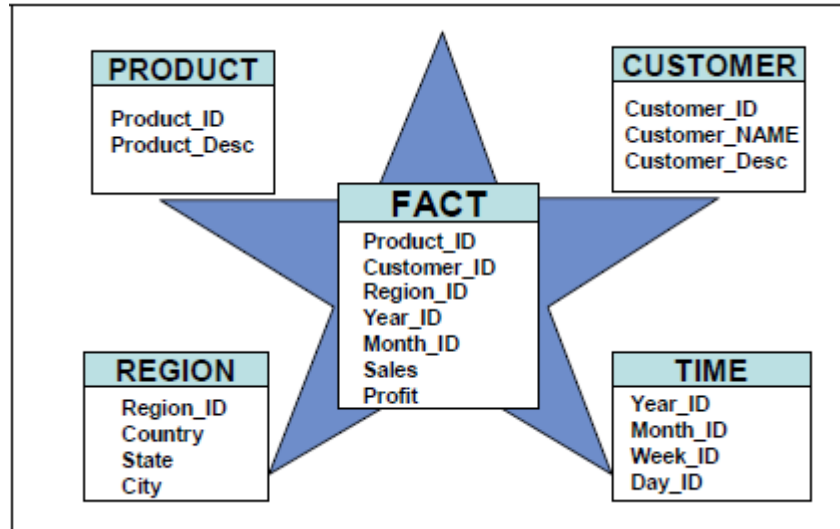 PRODUCT
Product_ID
Product_Desc
CUSTOMER
Customer_ID
Customer_NAME
Customer_Desc
FACT
Product_ID
Customer_ID
Region_ID
Year_ID
Month_ID
Sales
Profit
REGION
Region_ID
Country
State
City
TIME
Year_ID
Month_ID
Week_ID
Day_ID